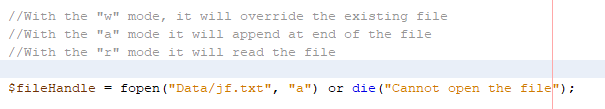 //With the "w" mode, it will override the existing file
//With the "a" mode it will append at end of the file
//With the "r" mode it will read the file
$fileHandle = fopen("Data/jf.txt", "a") or die("Cannot open the file");